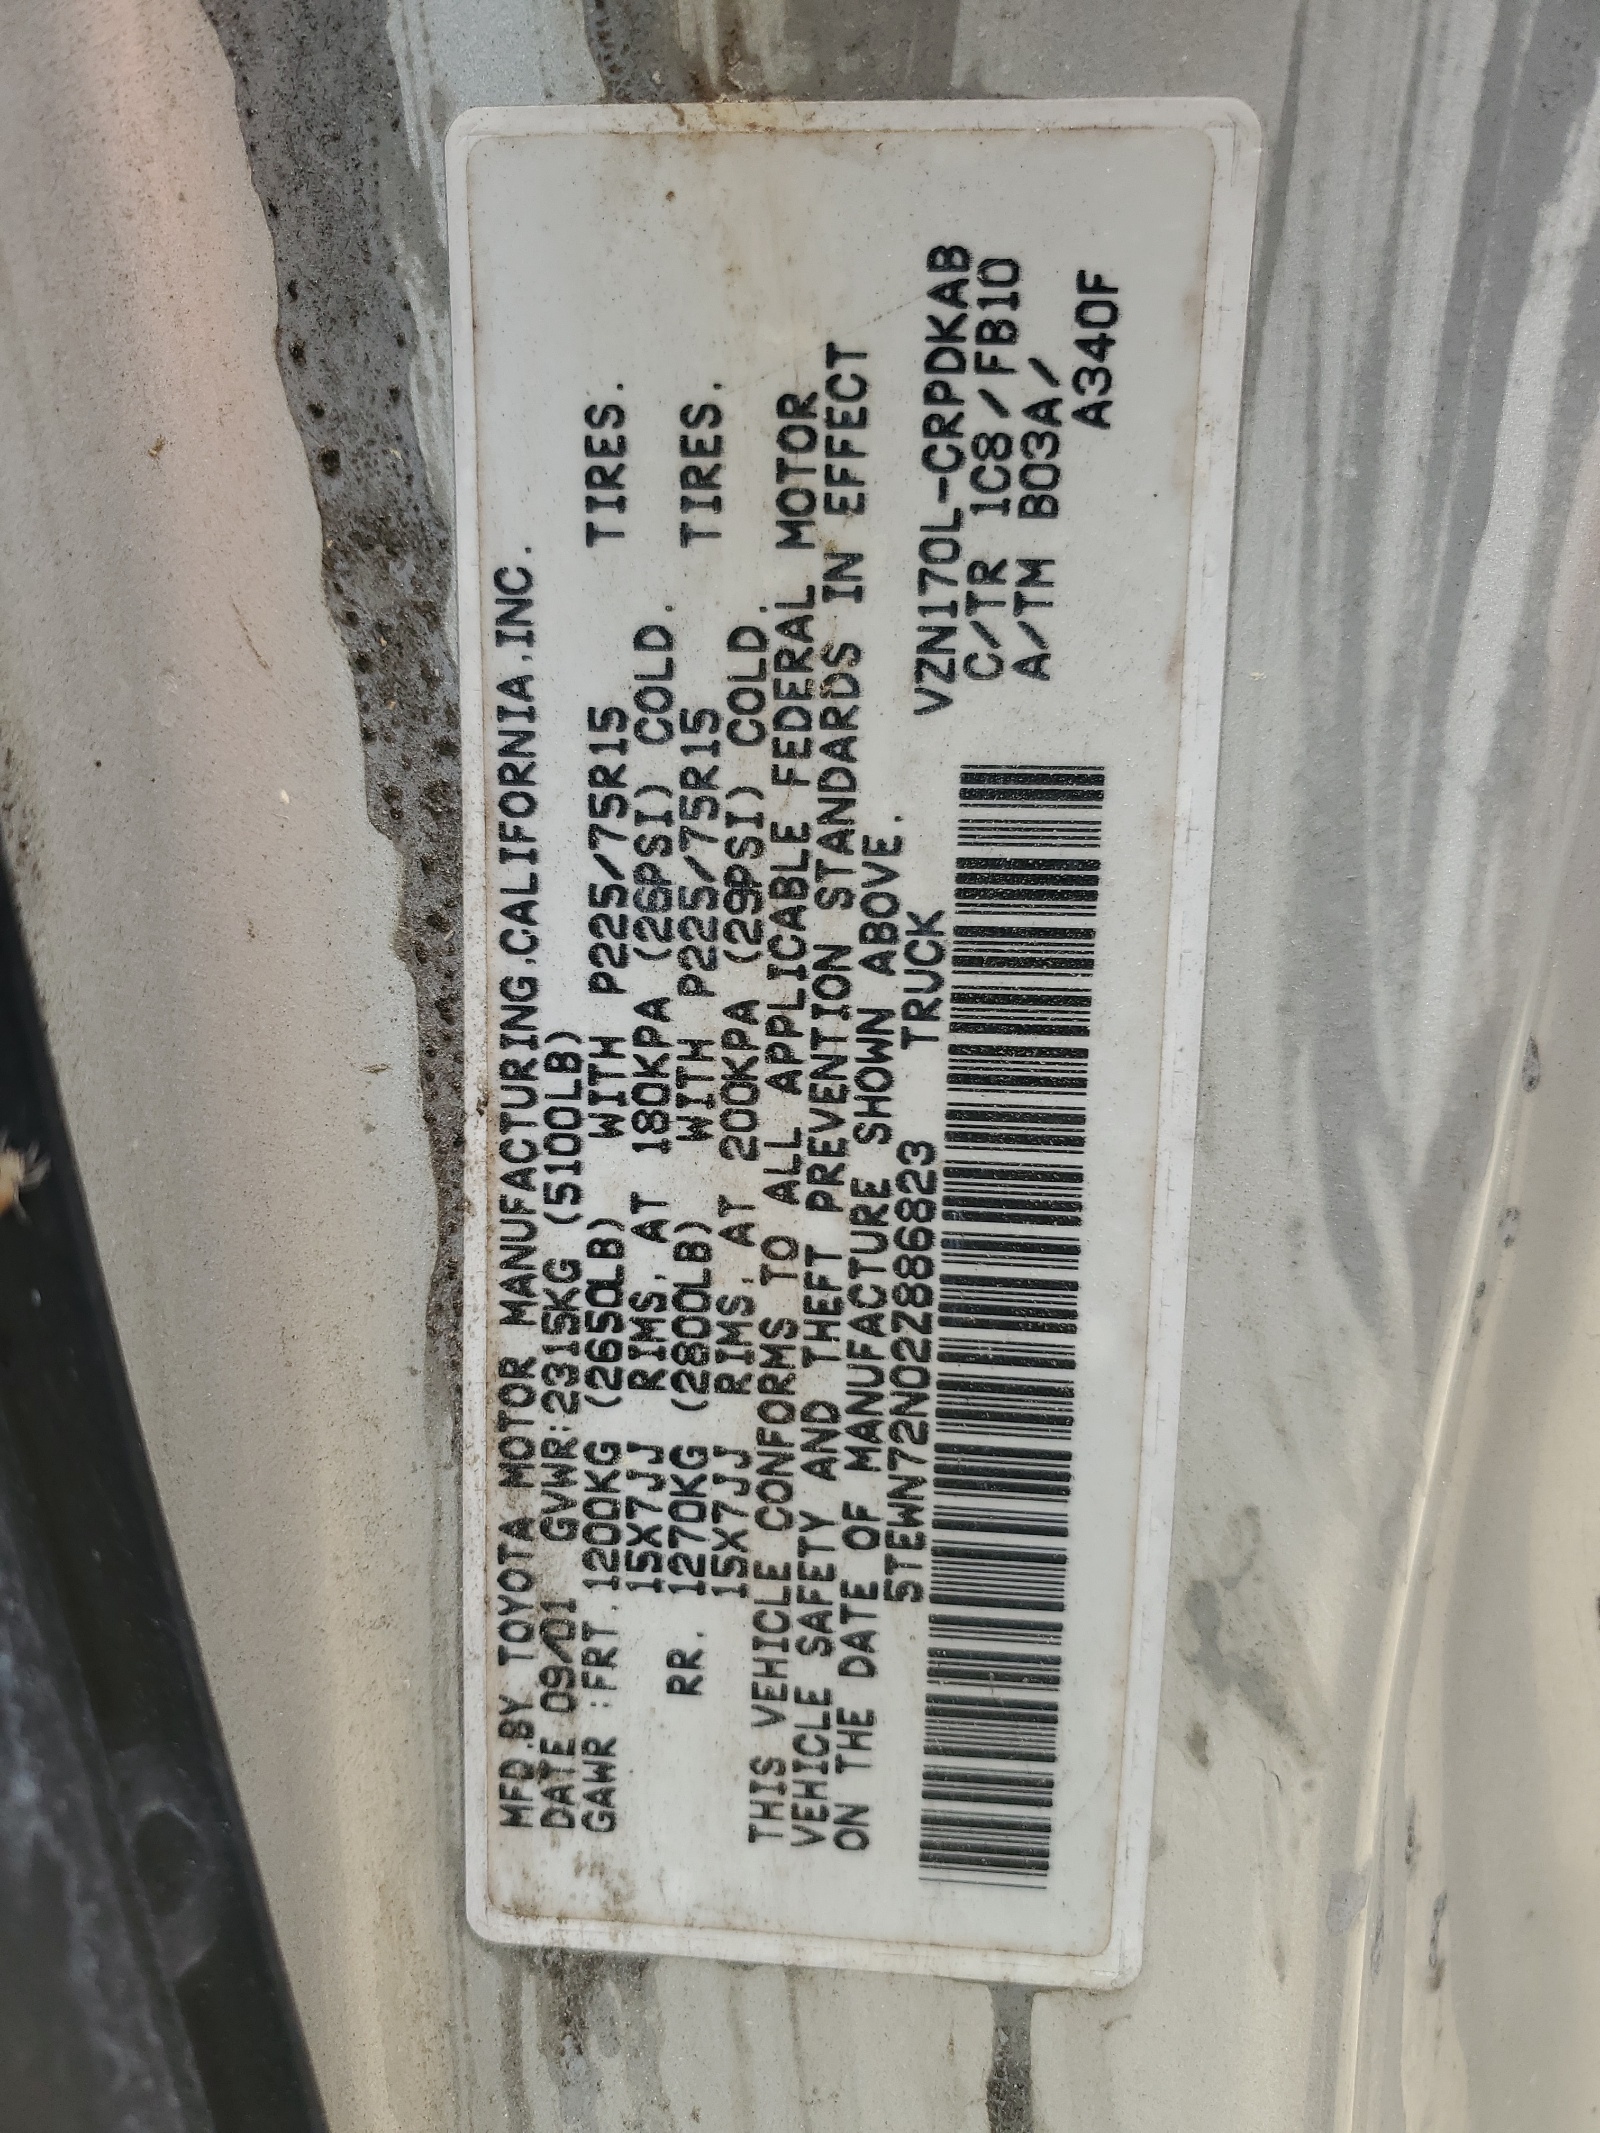 MFD.BY TOYOTA MOTOR MANUFACTURING.CALIFORNIA.INC.
DATE 09/01 GVWR:2315KG (5100LB)
GAWR :FRT. 1200KG (2650LB) WITH P225/75R15 TIRES.
15X7JJ RIMS, AT 180KPA (26PSI) COLD.
RR. 1270KG (2800LB) WITH P225/75R15 TIRES.
15X7JJ RIMS, AT 200KPA (29PSI) COLD.
THIS VEHICLE CONFORMS TO ALL APPLICABLE FEDERAL MOTOR
VEHICLE SAFETY AND THEFT PREVENTION STANDARDS IN EFFECT
ON THE DATE OF MANUFACTURE SHOWN ABOVE.
5TEWN72N02Z886823 TRUCK
VZN170L-CRPDKAB
C/TR 1C8/FB10
A/TM B03A/
A340F